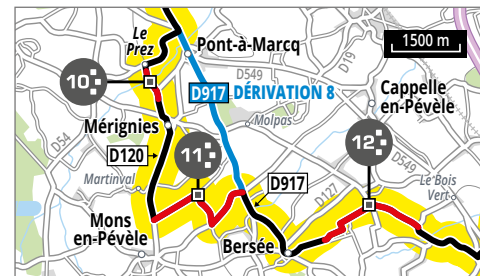 Le
Prez
Pont-à-Marcq
1500 m
D19
D549
10
D917 DÉRIVATION 8
Cappelle
en-Pévèle
Molpas
Mérignies
D54
D120
11
12
D549
Martinval
D917
D127
Le Bois
Vert
Mons
en-Pévèle
Bersée